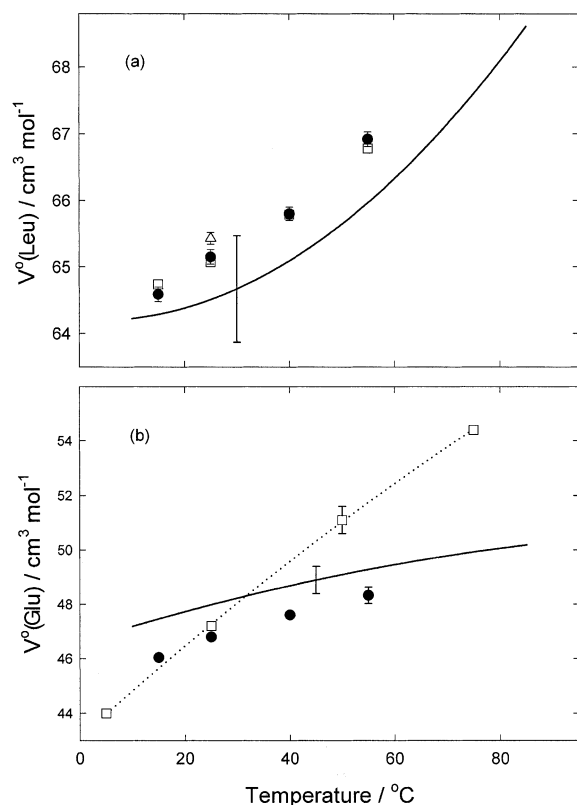 (a)
68
67
66
65
64
V°(Leu) / cm³ mol⁻¹
(b)
54
52
50
48
46
44
V°(Glu) / cm³ mol⁻¹
0 20 40 60 80
Temperature / °C